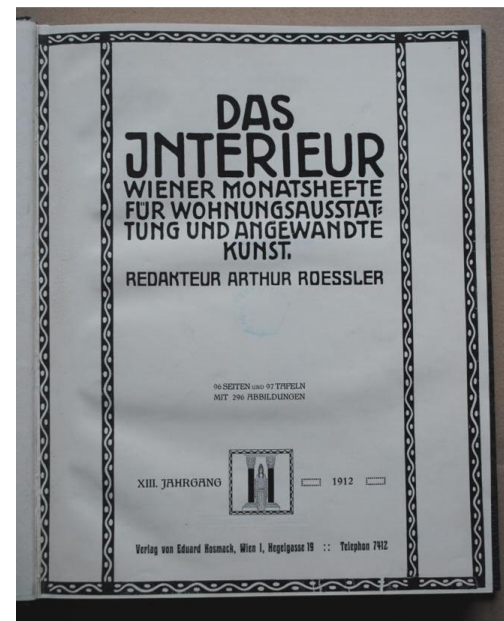 DAS
JNTERIEUR
WIENER MONATSHEFTE
FÜR WOHNUNGSAUSSTAT=
TUNG UND ANGEWANDTE
KUNST.
REDAKTEUR ARTHUR ROESSLER
96 SEITEN UND 97 TAFELN
MIT 296 ABBILDUNGEN
XIII. JAHRGANG 1912
Verlag von Eduard Kosmack, Wien I, Hegelgasse 19 :: Telephon 7412